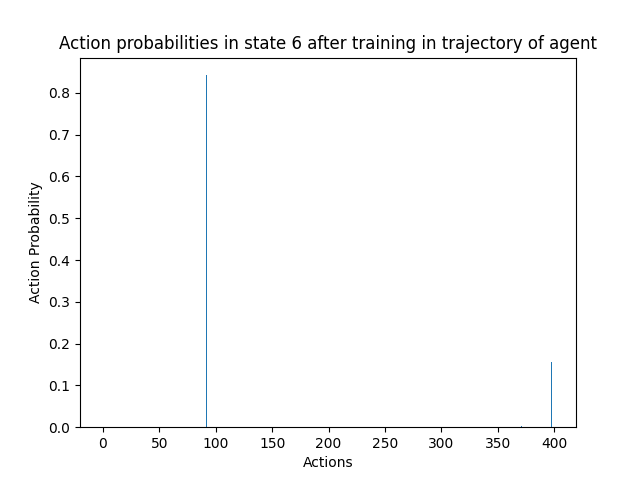 Action probabilities in state 6 after training in trajectory of agent
0.8
0.7
0.6
0.5
0.4
0.3
0.2
0.1
0.0
Action Probability
0 50 100 150 200 250 300 350 400
Actions